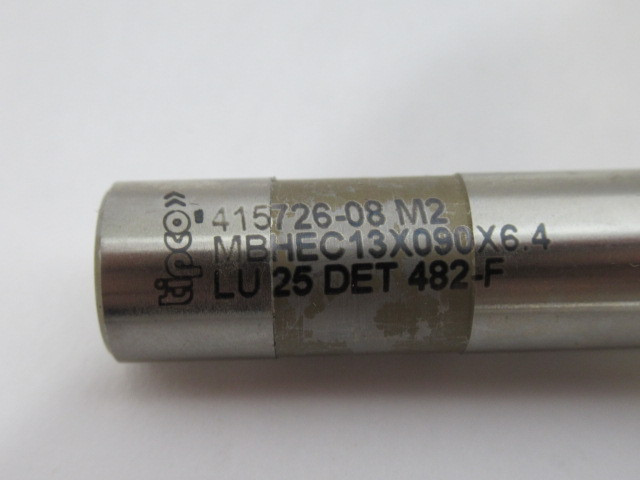 tipco
415726-08 M2
MBHEC13X090X6.4
LU 25 DET 482-F